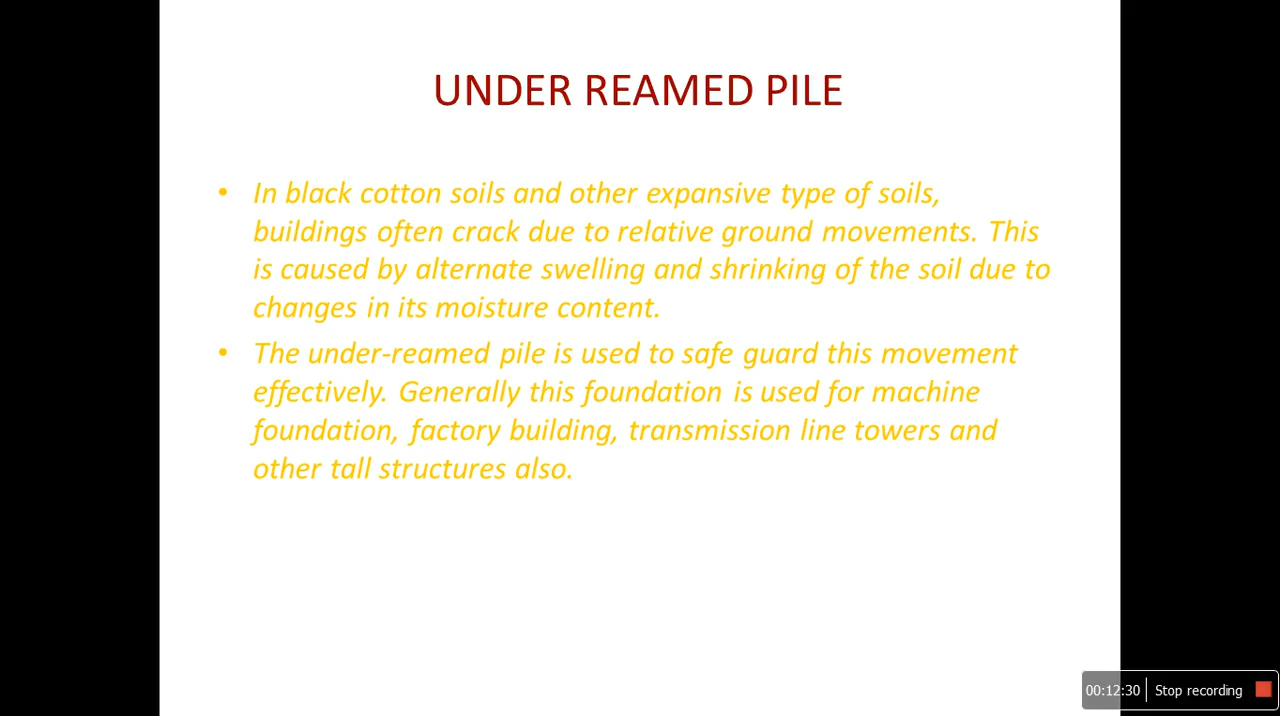 UNDER REAMED PILE
• In black cotton soils and other expansive type of soils,
buildings often crack due to relative ground movements. This
is caused by alternate swelling and shrinking of the soil due to
changes in its moisture content.
• The under-reamed pile is used to safe guard this movement
effectively. Generally this foundation is used for machine
foundation, factory building, transmission line towers and
other tall structures also.
00:12:30 Stop recording